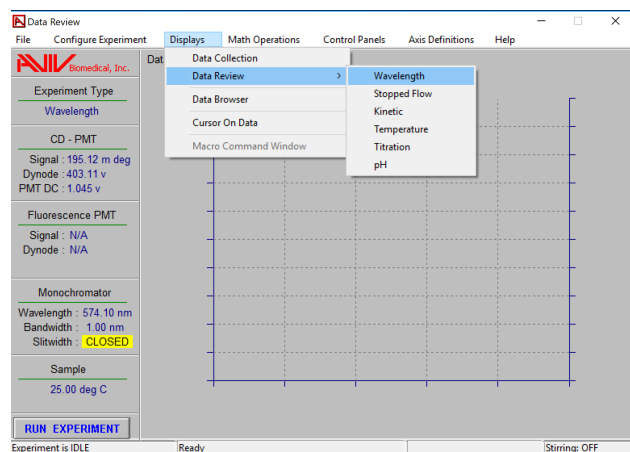 Data Review
File Configure Experiment Displays Math Operations Control Panels Axis Definitions Help
AVIV Biomedical, Inc.
Experiment Type
Wavelength
CD - PMT
Signal : 195.12 m deg
Dynode : 403.11 v
PMT DC : 1.045 v
Fluorescence PMT
Signal : N/A
Dynode : N/A
Monochromator
Wavelength : 574.10 nm
Bandwidth : 1.00 nm
Slitwidth : CLOSED
Sample
25.00 deg C
RUN EXPERIMENT
Dat
Data Collection
Data Review >
Data Browser
Cursor On Data
Macro Command Window
Wavelength
Stopped Flow
Kinetic
Temperature
Titration
pH
Experiment is IDLE Ready Stirring: OFF